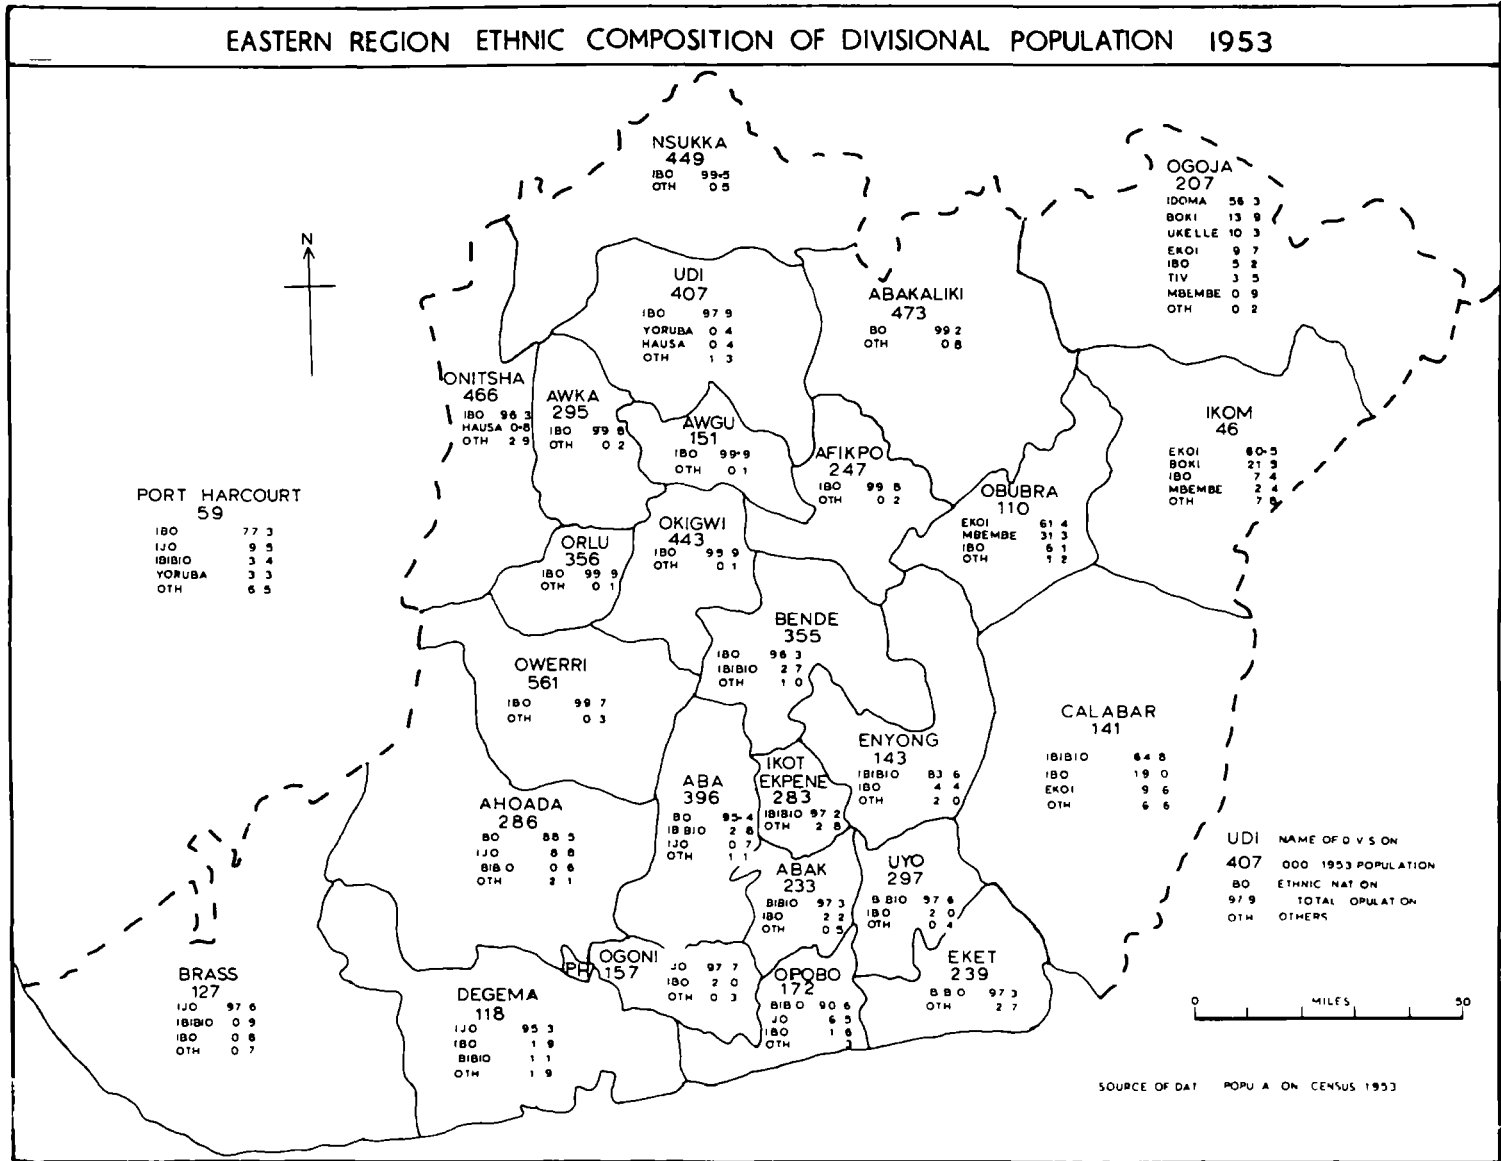 EASTERN REGION ETHNIC COMPOSITION OF DIVISIONAL POPULATION 1953
NSUKKA
449
IBO 99·5
OTH 0 5
OGOJA
207
IDOMA 56 3
BOKI 13 9
UKELLE 10 3
EKOI 9 7
IBO 5 2
TIV 3 5
MBEMBE 0 9
OTH 0 2
N
UDI
407
IBO 97 9
YORUBA 0 4
HAUSA 0 4
OTH 1 3
ABAKALIKI
473
BO 99 2
OTH 0 8
ONITSHA
466
IBO 96 3
HAUSA 0·8
OTH 2 9
AWKA
295
IBO 99 8
OTH 0 2
AWGU
151
IBO 99·9
OTH 0 1
AFIKPO
247
IBO 99 8
OTH 0 2
IKOM
46
EKOI 60·5
BOKI 21 9
IBO 7 4
MBEMBE 2 4
OTH 7 8
OBUBRA
110
EKOI 61 4
MBEMBE 31 3
IBO 6 1
OTH 1 2
PORT HARCOURT
59
IBO 77 3
IJO 9 5
IBIBIO 3 4
YORUBA 3 3
OTH 6 5
ORLU
356
IBO 99 9
OTH 0 1
OKIGWI
443
IBO 99 9
OTH 0 1
BENDE
355
IBO 96 3
IBIBIO 2 7
OTH 1 0
OWERRI
561
IBO 99 7
OTH 0 3
CALABAR
141
IBIBIO 64 8
IBO 19 0
EKOI 9 6
OTH 6 6
ENYONG
143
IBIBIO 83 6
IBO 4 4
OTH 2 0
IKOT
EKPENE
283
IBIBIO 97 2
OTH 2 8
ABA
396
BO 95·4
IB BIO 2 8
IJO 0 7
OTH 1 1
AHOADA
286
BO 88 5
IJO 8 8
BIB O 0 6
OTH 2 1
ABAK
233
BIBIO 97 3
IBO 2 2
OTH 0 5
UYO
297
B BIO 97 6
IBO 2 0
OTH 0 4
UDI NAME OF D V S ON
407 000 1953 POPULATION
BO ETHNIC NAT ON
97 9 TOTAL OPULAT ON
OTH OTHERS
BRASS
127
IJO 97 6
IBIBIO 0 9
IBO 0 8
OTH 0 7
DEGEMA
118
IJO 95 3
IBO 1 9
BIBIO 1 1
OTH 1 9
PH
OGONI
157
JO 97 7
IBO 2 0
OTH 0 3
OPOBO
172
BIB O 90 6
JO 6 5
IBO 1 6
OTH
EKET
239
B B O 97 3
OTH 2 7
0 MILES 50
SOURCE OF DAT POPU A ON CENSUS 1953